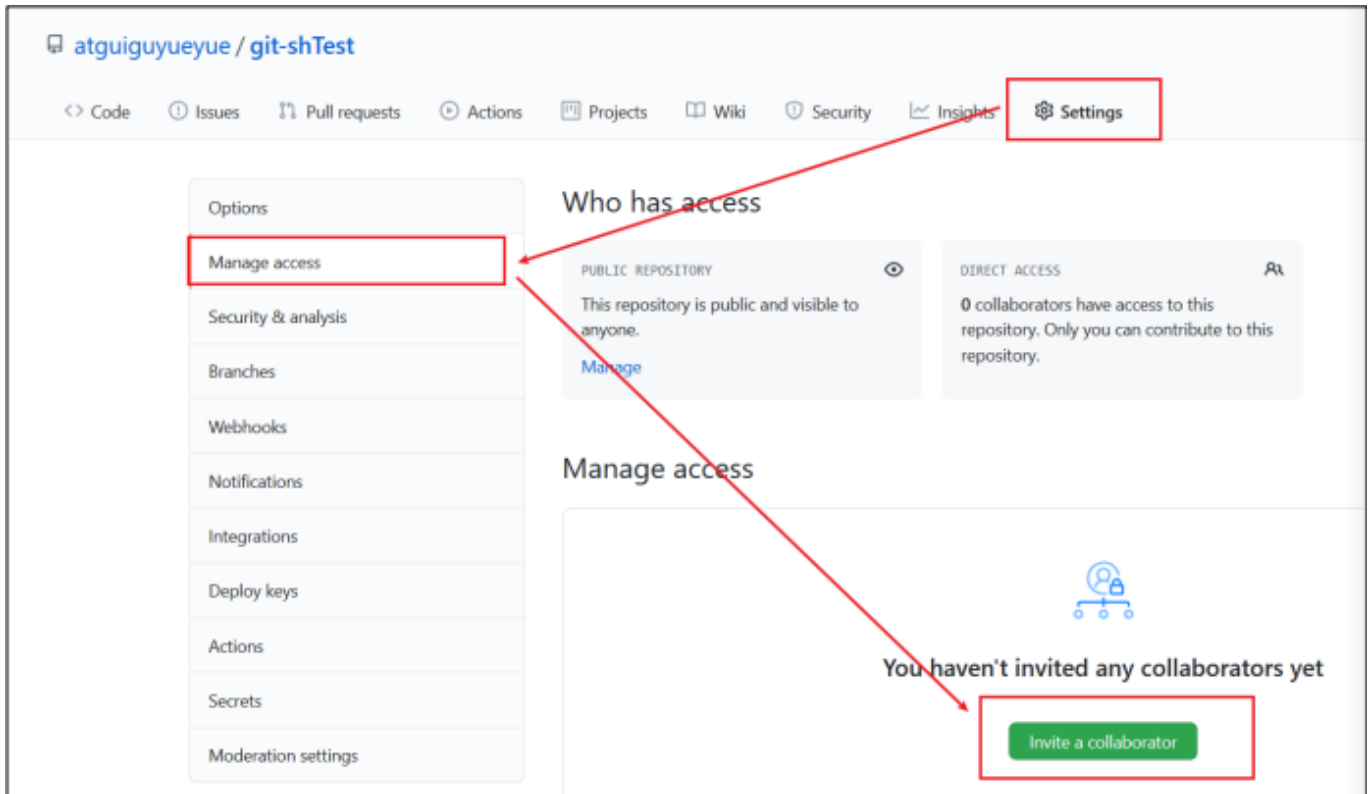 atguiguyueyue / git-shTest
Code Issues Pull requests Actions Projects Wiki Security Insights Settings
Options
Manage access
Security & analysis
Branches
Webhooks
Notifications
Integrations
Deploy keys
Actions
Secrets
Moderation settings
Who has access
PUBLIC REPOSITORY
This repository is public and visible to
anyone.
Manage
DIRECT ACCESS
0 collaborators have access to this
repository. Only you can contribute to this
repository.
Manage access
You haven't invited any collaborators yet
Invite a collaborator